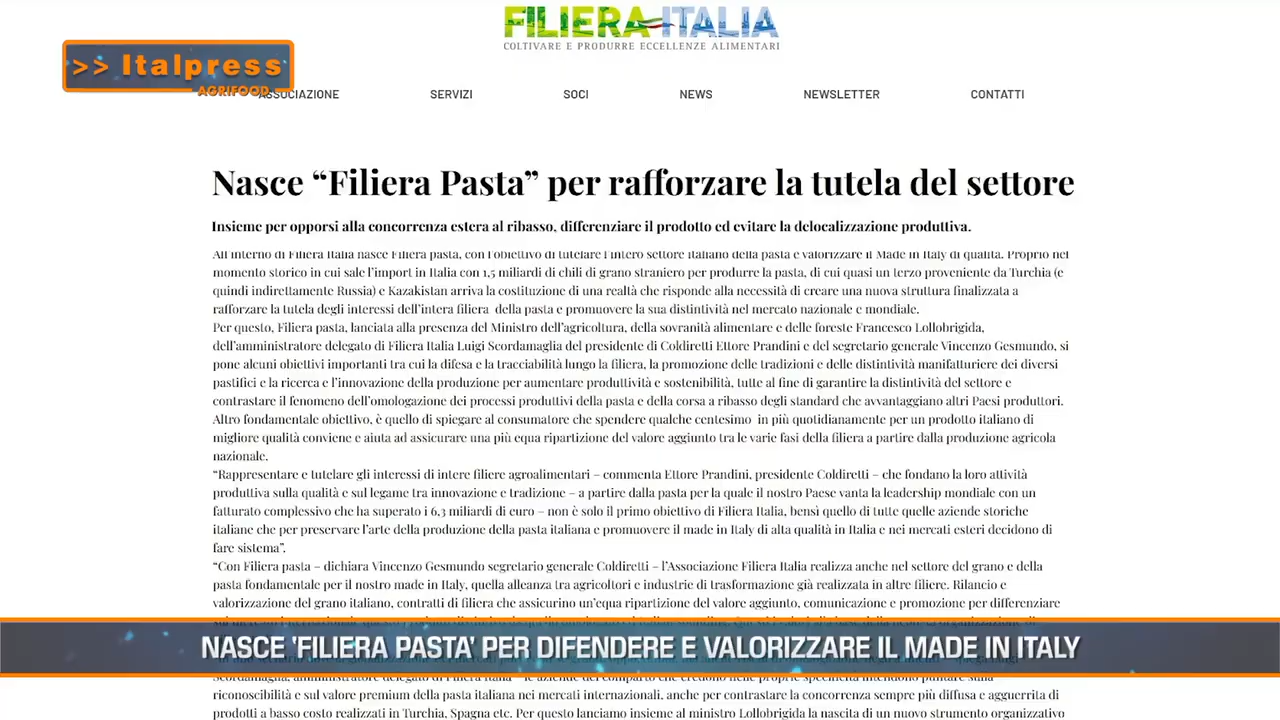 FILIERA ITALIA
COLTIVARE E PRODURRE ECCELLENZE ALIMENTARI
>> Italpress
AGRIFOOD
ASSOCIAZIONE SERVIZI SOCI NEWS NEWSLETTER CONTATTI
Nasce “Filiera Pasta” per rafforzare la tutela del settore
Insieme per opporsi alla concorrenza estera al ribasso, differenziare il prodotto ed evitare la delocalizzazione produttiva.
All'interno di Filiera Italia nasce Filiera pasta, con l'obiettivo di tutelare l'intero settore italiano della pasta e valorizzare il Made in Italy di qualità. Proprio nel
momento storico in cui sale l'import in Italia con 1,5 miliardi di chili di grano straniero per produrre la pasta, di cui quasi un terzo proveniente da Turchia (e
quindi indirettamente Russia) e Kazakistan arriva la costituzione di una realtà che risponde alla necessità di creare una nuova struttura finalizzata a
rafforzare la tutela degli interessi dell'intera filiera della pasta e promuovere la sua distintività nel mercato nazionale e mondiale.
Per questo, Filiera pasta, lanciata alla presenza del Ministro dell'agricoltura, della sovranità alimentare e delle foreste Francesco Lollobrigida,
dell'amministratore delegato di Filiera Italia Luigi Scordamaglia del presidente di Coldiretti Ettore Prandini e del segretario generale Vincenzo Gesmundo, si
pone alcuni obiettivi importanti tra cui la difesa e la tracciabilità lungo la filiera, la promozione delle tradizioni e delle distintività manifatturiere dei diversi
pastifici e la ricerca e l'innovazione della produzione per aumentare produttività e sostenibilità, tutte al fine di garantire la distintività del settore e
contrastare il fenomeno dell'omologazione dei processi produttivi della pasta e della corsa a ribasso degli standard che avvantaggiano altri Paesi produttori.
Altro fondamentale obiettivo, è quello di spiegare al consumatore che spendere qualche centesimo in più quotidianamente per un prodotto italiano di
migliore qualità conviene e aiuta ad assicurare una più equa ripartizione del valore aggiunto tra le varie fasi della filiera a partire dalla produzione agricola
nazionale.
“Rappresentare e tutelare gli interessi di intere filiere agroalimentari – commenta Ettore Prandini, presidente Coldiretti – che fondano la loro attività
produttiva sulla qualità e sul legame tra innovazione e tradizione – a partire dalla pasta per la quale il nostro Paese vanta la leadership mondiale con un
fatturato complessivo che ha superato i 6,3 miliardi di euro – non è solo il primo obiettivo di Filiera Italia, bensì quello di tutte quelle aziende storiche
italiane che per preservare l'arte della produzione della pasta italiana e promuovere il made in Italy di alta qualità in Italia e nei mercati esteri decidono di
fare sistema”.
“Con Filiera pasta – dichiara Vincenzo Gesmundo segretario generale Coldiretti – l'Associazione Filiera Italia realizza anche nel settore del grano e della
pasta fondamentale per il nostro made in Italy, quella alleanza tra agricoltori e industrie di trasformazione già realizzata in altre filiere. Rilancio e
valorizzazione del grano italiano, contratti di filiera che assicurino un'equa ripartizione del valore aggiunto, comunicazione e promozione per differenziare
NASCE 'FILIERA PASTA' PER DIFENDERE E VALORIZZARE IL MADE IN ITALY
Scordamaglia, amministratore delegato di Filiera Italia – le aziende del comparto che credono nelle proprie specificità intendono puntare sulla
riconoscibilità e sul valore premium della pasta italiana nei mercati internazionali, anche per contrastare la concorrenza sempre più diffusa e agguerrita di
prodotti a basso costo realizzati in Turchia, Spagna etc. Per questo lanciamo insieme al ministro Lollobrigida la nascita di un nuovo strumento organizzativo